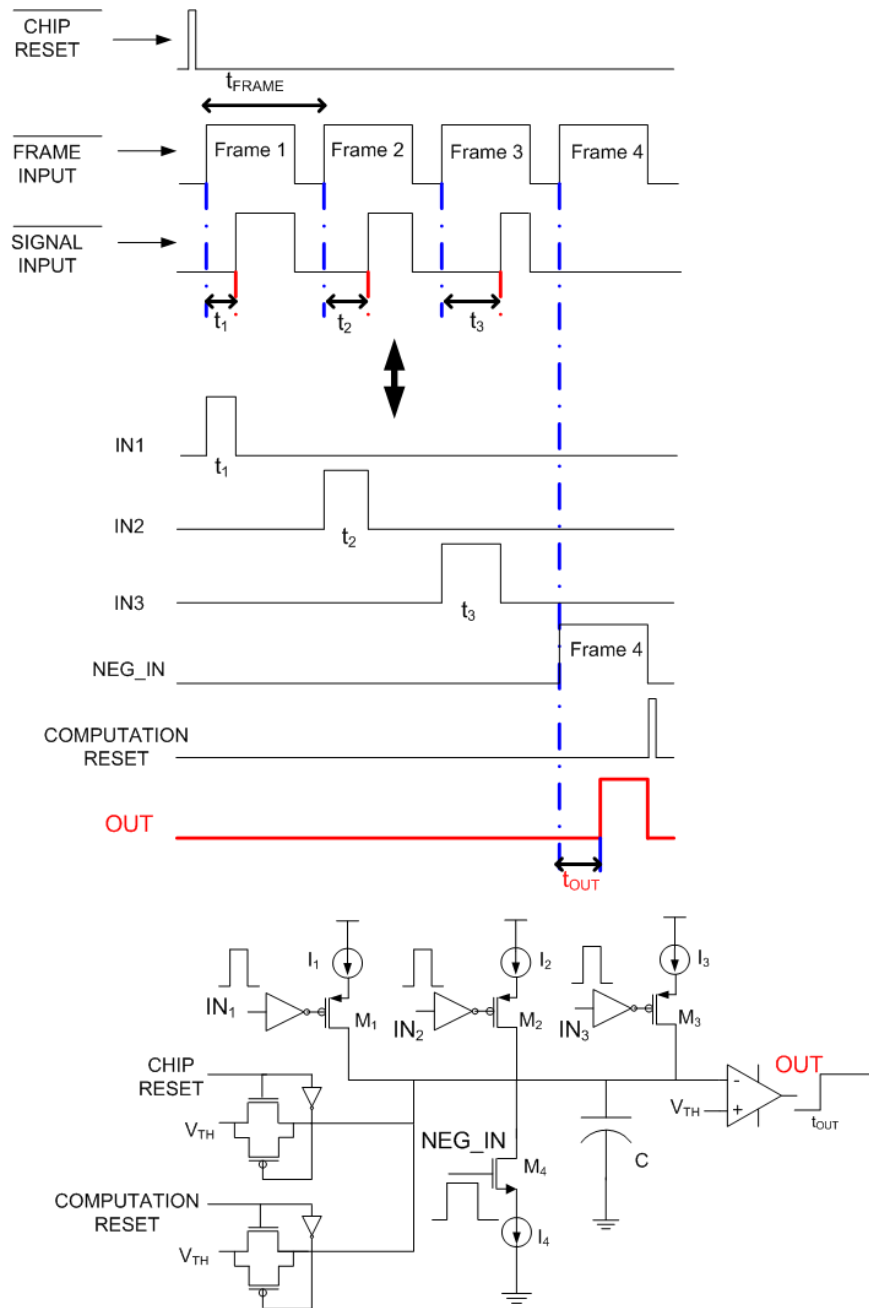 CHIP
RESET
tFRAME
FRAME
INPUT
Frame 1
Frame 2
Frame 3
Frame 4
SIGNAL
INPUT
t1
t2
t3
IN1
t1
IN2
t2
IN3
t3
NEG_IN
Frame 4
COMPUTATION
RESET
OUT
tOUT
I1
I2
I3
IN1
M1
IN2
M2
IN3
M3
CHIP
RESET
VTH
OUT
VTH
-
+
tOUT
NEG_IN
M4
C
COMPUTATION
RESET
VTH
I4